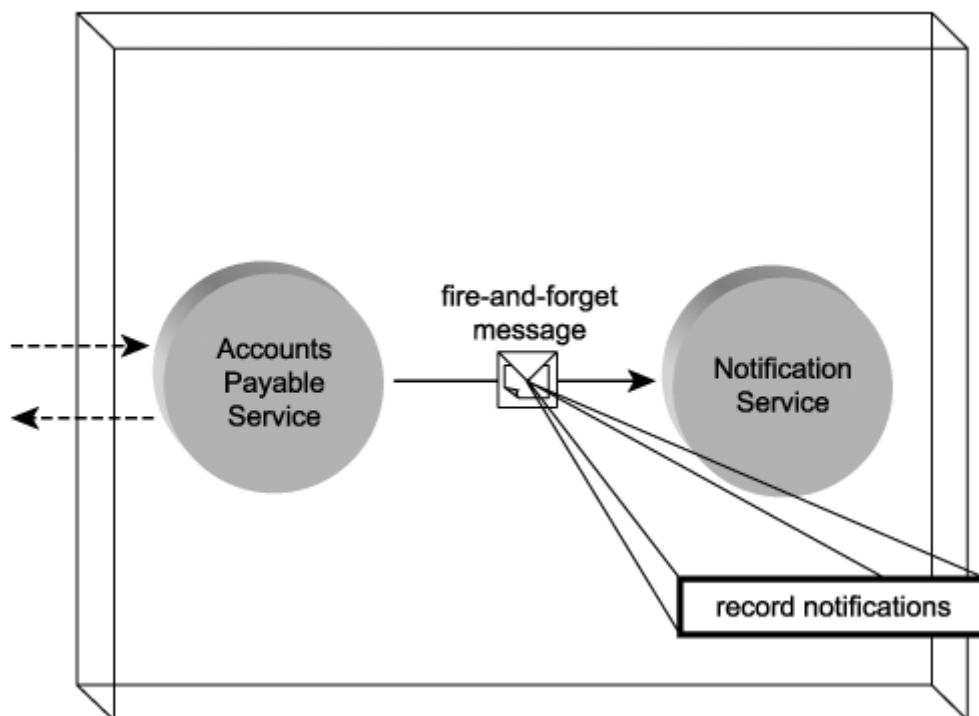 fire-and-forget
message
Accounts
Payable
Service
Notification
Service
record notifications